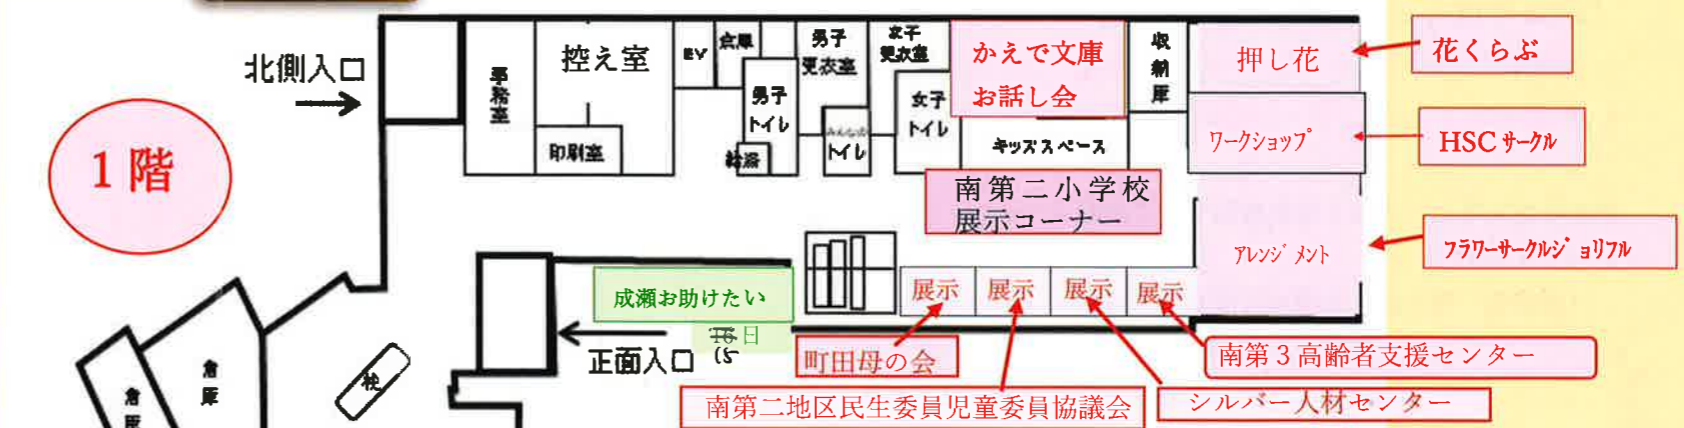 1階
北側入口
事務室
控え室
印刷室
EV
倉庫
男子
トイレ
給湯
男子
更衣室
みんなの
トイレ
女子
更衣室
女子
トイレ
かえで文庫
お話し会
キッズスペース
収納庫
押し花
花くらぶ
ワークショップ
HSCサークル
南第二小学校
展示コーナー
アレンジメント
フラワーサークルジョリフル
成瀬お助けたい
16日
15
正面入口
展示
展示
展示
展示
町田母の会
南第3高齢者支援センター
南第二地区民生委員児童委員協議会
シルバー人材センター
倉庫
倉庫